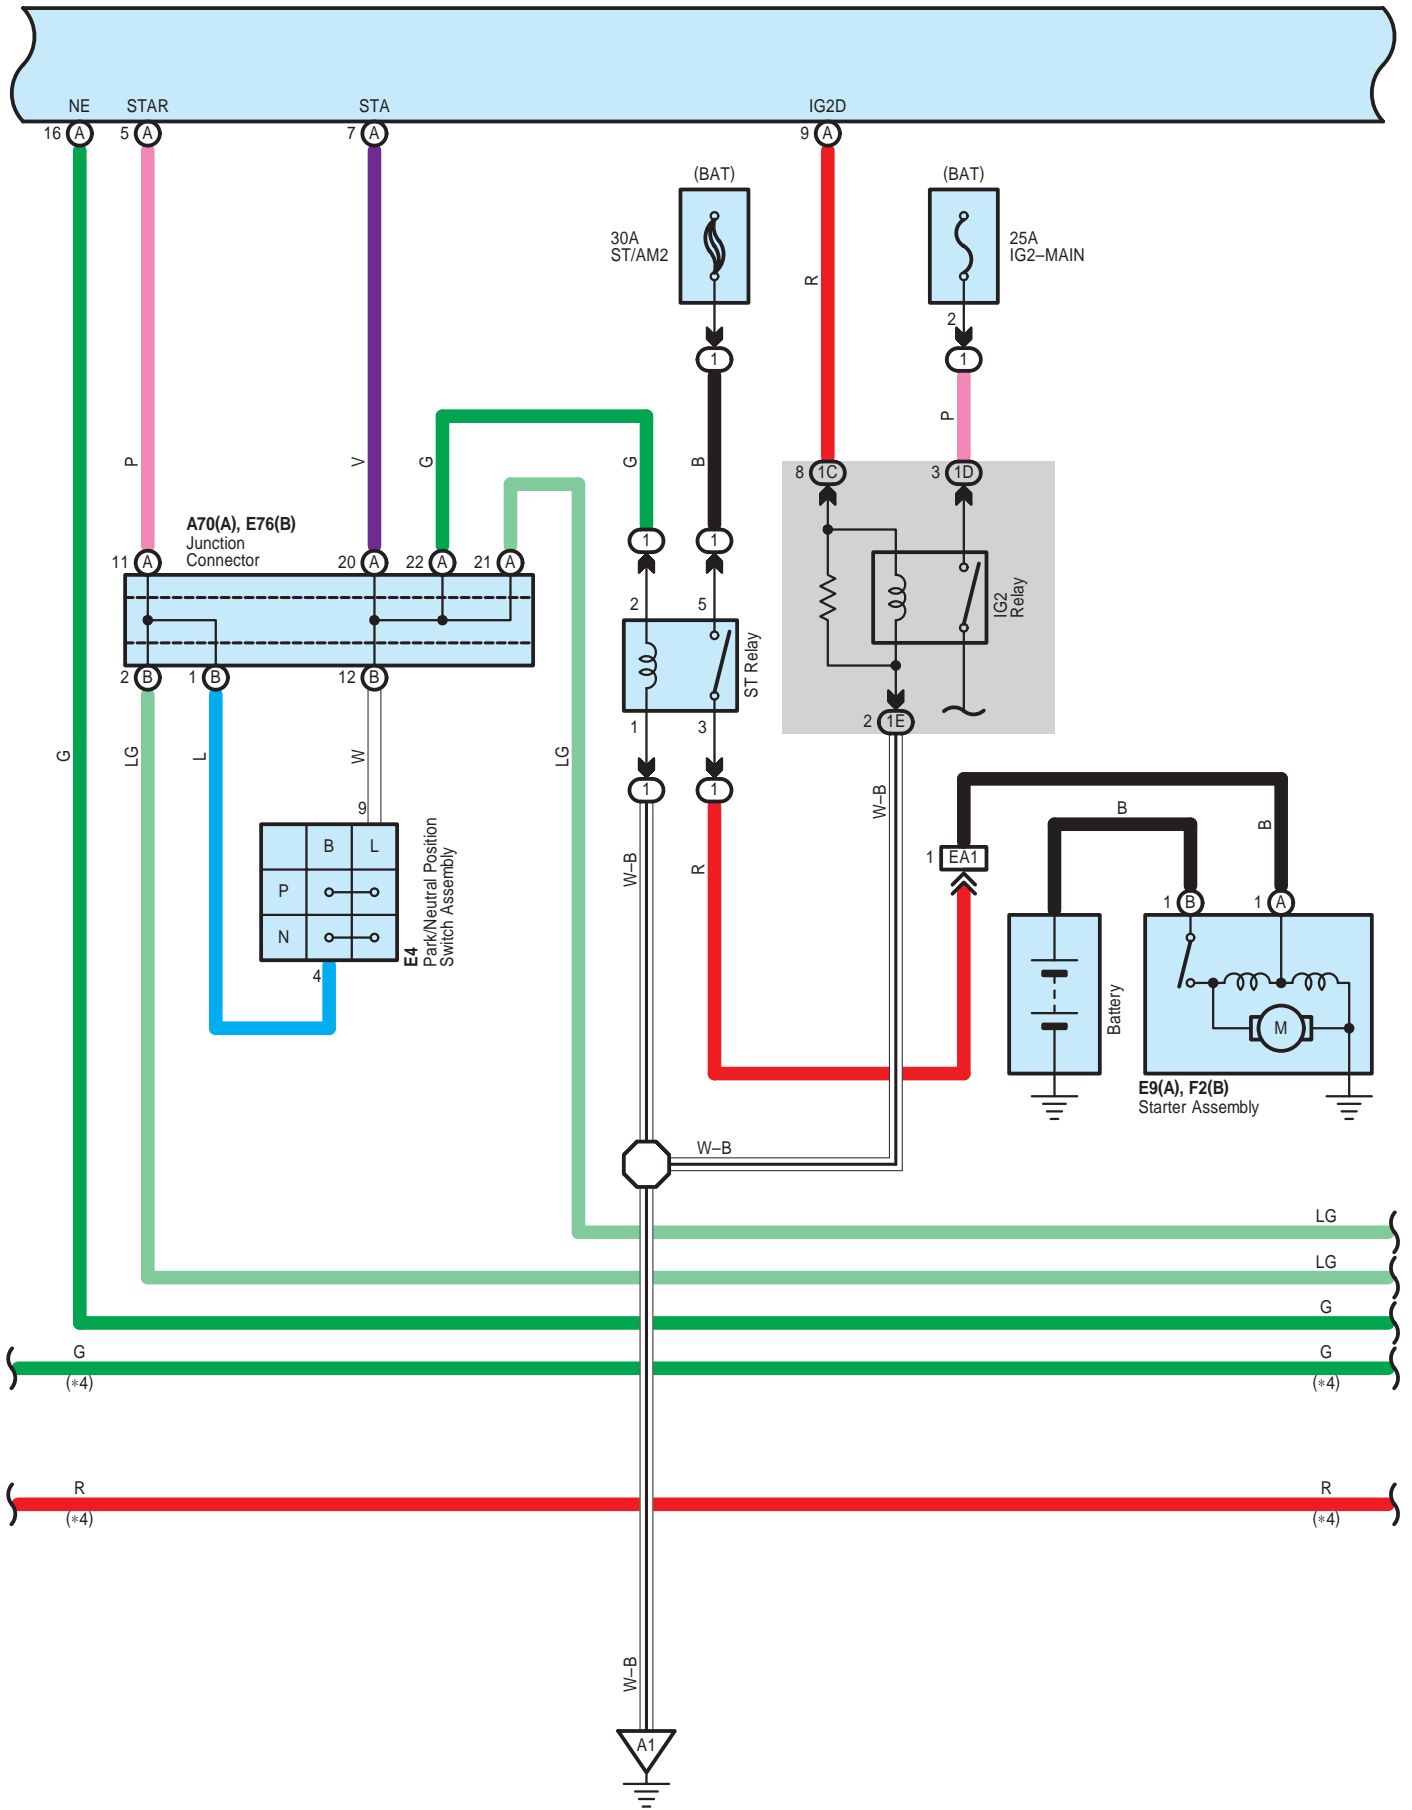 NE STAR STA IG2D
16 A 5 A 7 A 9 A
(BAT) (BAT)
30A
ST/AM2
25A
IG2–MAIN
R
2
1 1
P V G G B P
8 1C 3 1D
A70(A), E76(B)
Junction
Connector
1 1
11 A 20 A 22 A 21 A
2 5
IG2
Relay
ST Relay
2 B 1 B 12 B
1 3
2 1E
G LG L W LG
1 1
W–B
9
B L
P
N
4
E4
Park/Neutral Position
Switch Assembly
W–B R
B B
1 EA1
1 B 1 A
Battery
M
E9(A), F2(B)
Starter Assembly
W–B
LG
LG
G
G G
(*4) (*4)
R R
(*4) (*4)
W–B
A1